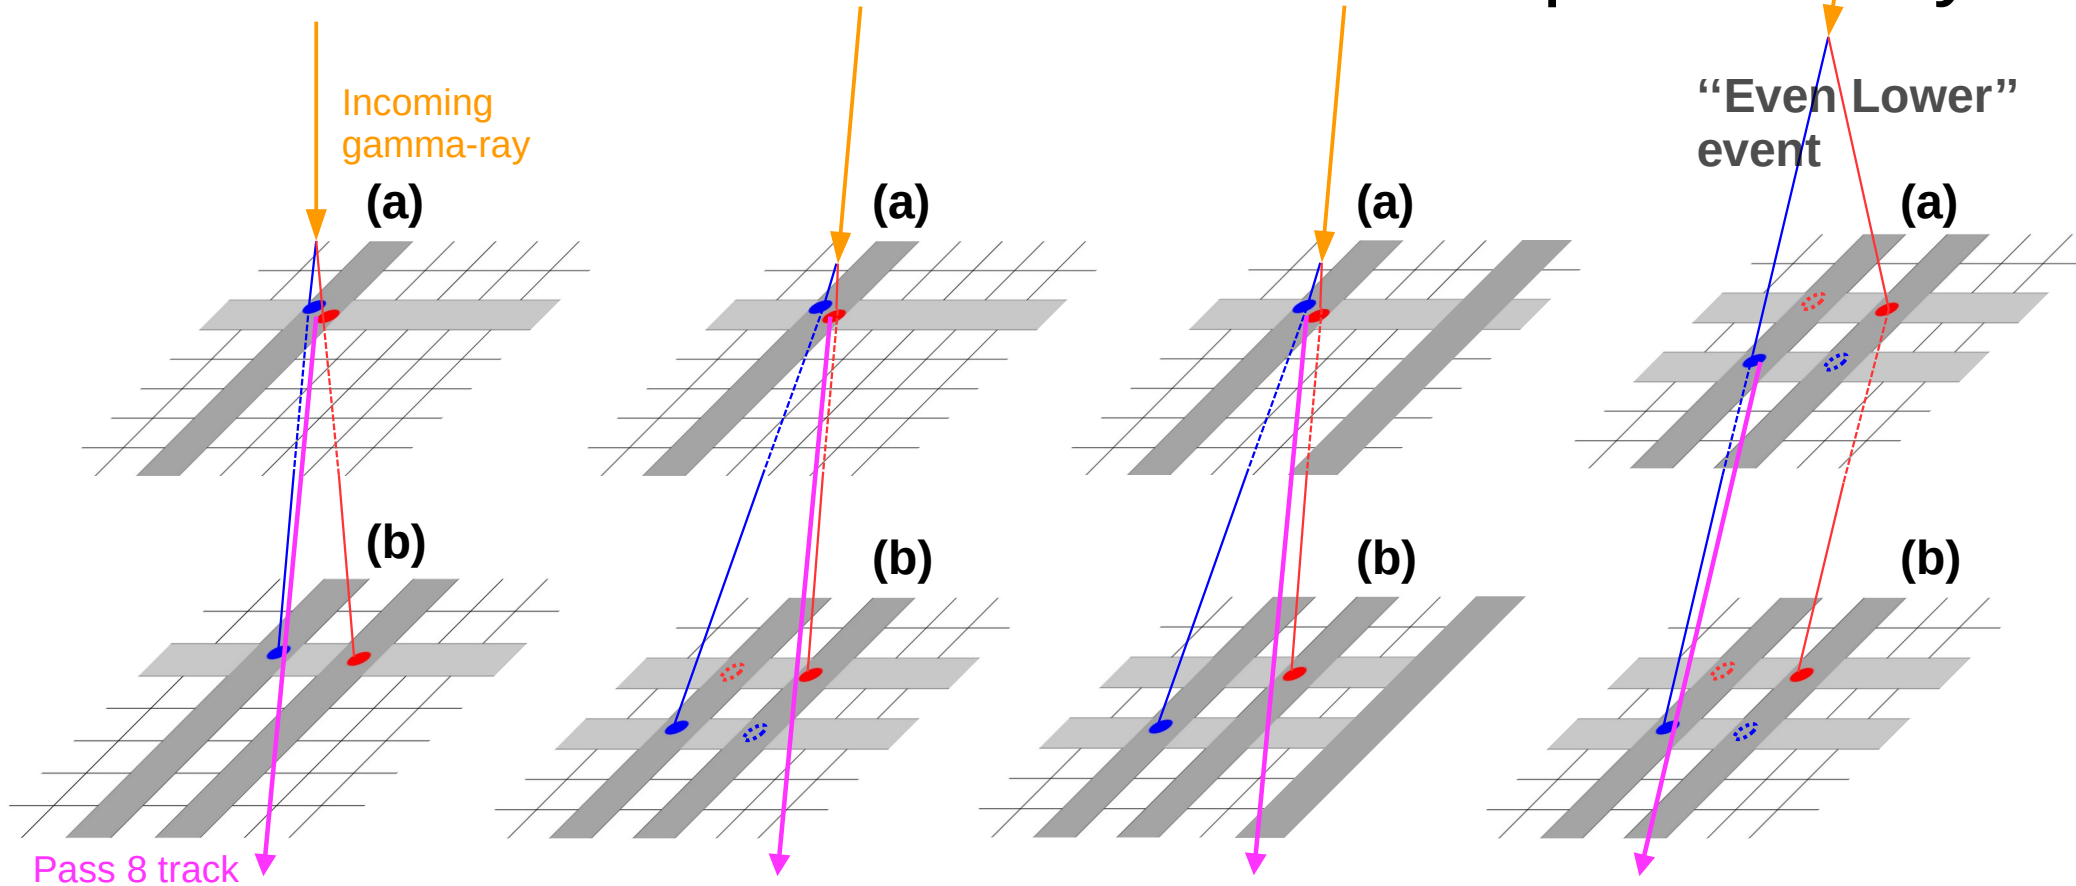 Incoming
gamma-ray
“Even Lower”
event
(a)
(a)
(a)
(a)
(b)
(b)
(b)
(b)
Pass 8 track